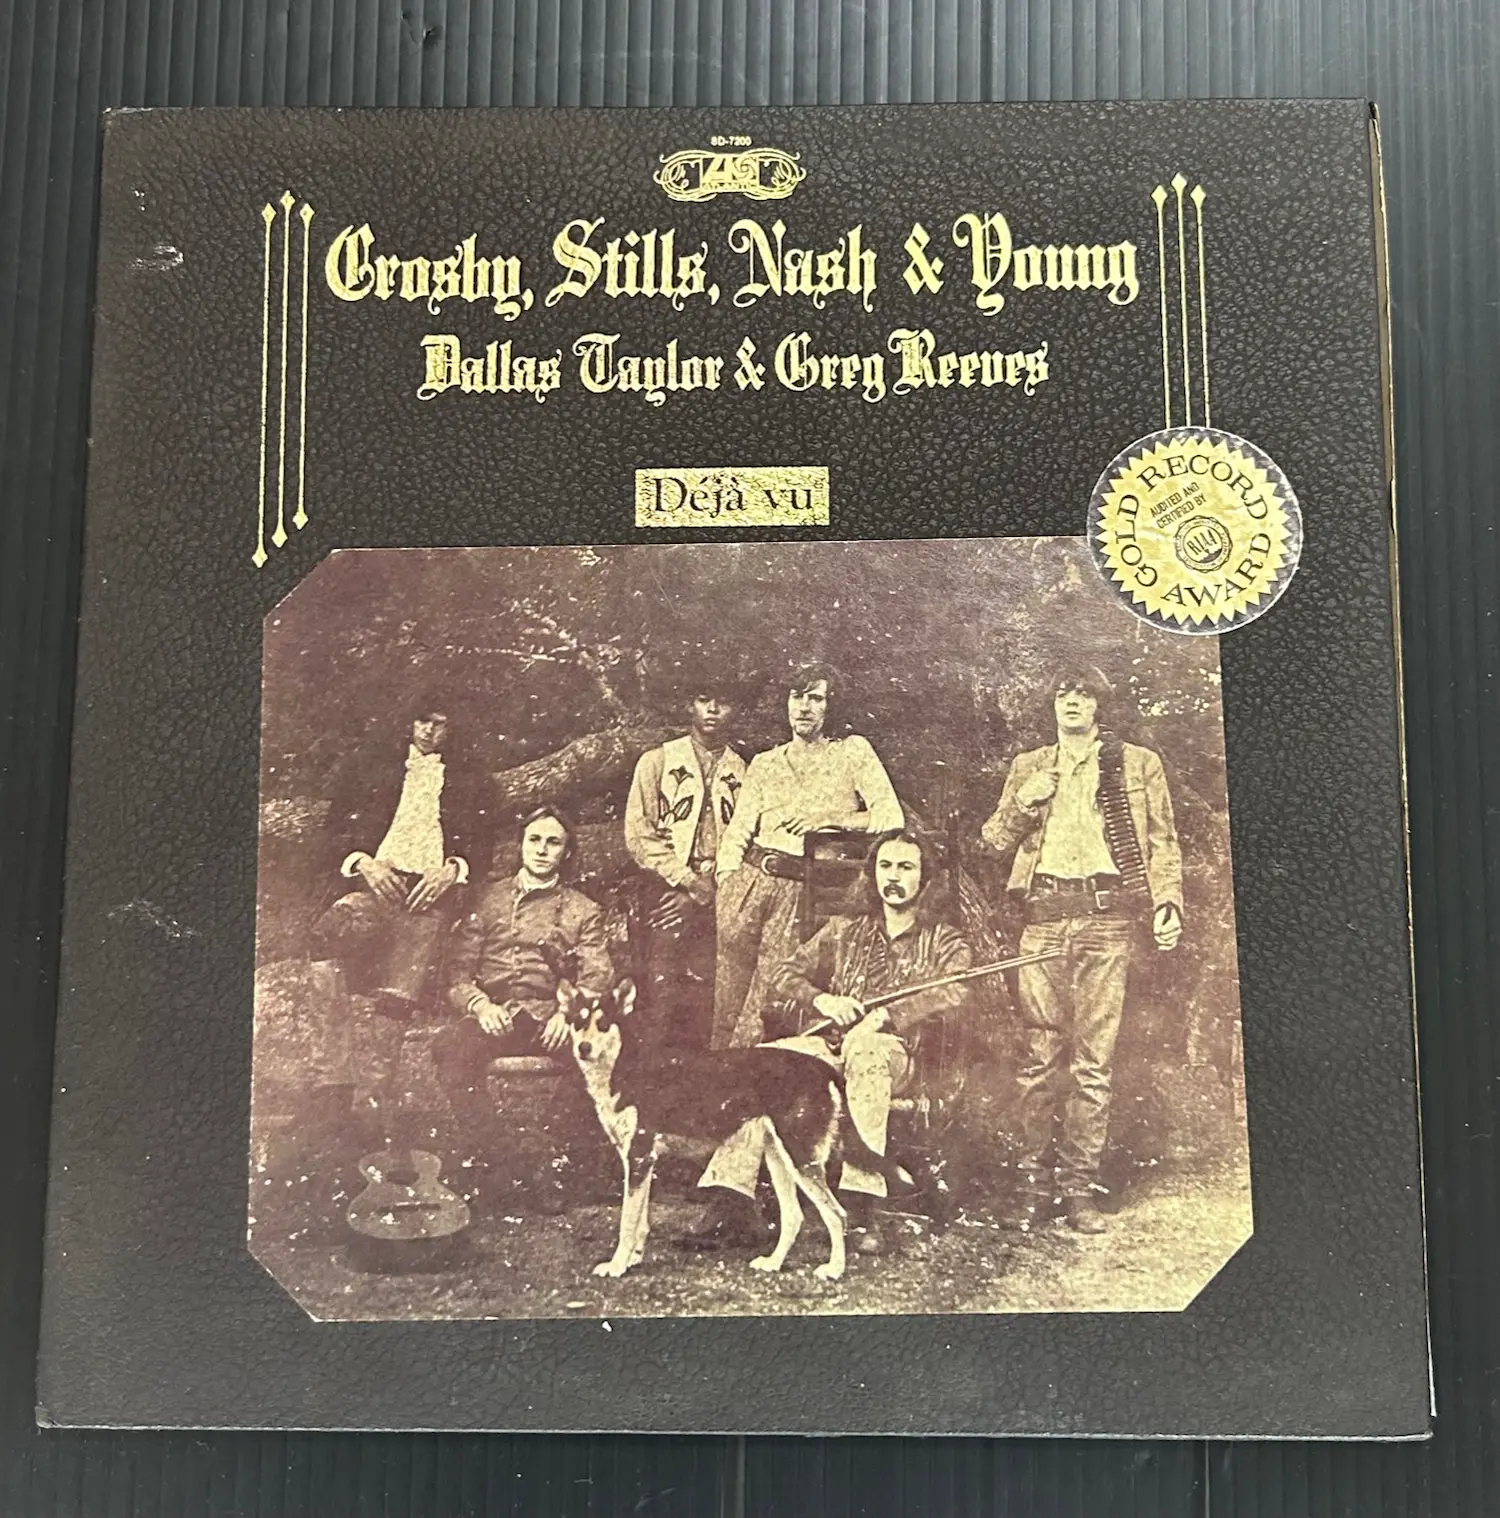 SD-7200
ATLANTIC
Crosby, Stills, Nash & Young
Dallas Taylor & Greg Reeves
Déjà vu
GOLD RECORD AWARD
AUDITED AND
CERTIFIED BY
RIAA